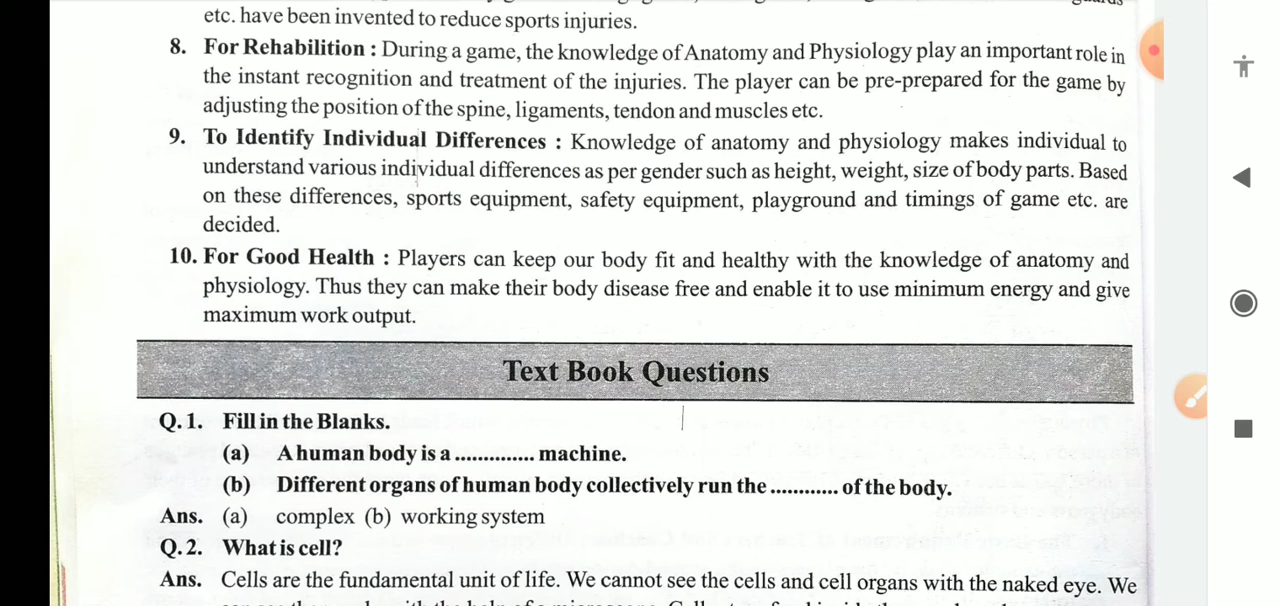 etc. have been invented to reduce sports injuries.
8. For Rehabilition : During a game, the knowledge of Anatomy and Physiology play an important role in
the instant recognition and treatment of the injuries. The player can be pre-prepared for the game by
adjusting the position of the spine, ligaments, tendon and muscles etc.
9. To Identify Individual Differences : Knowledge of anatomy and physiology makes individual to
understand various individual differences as per gender such as height, weight, size of body parts. Based
on these differences, sports equipment, safety equipment, playground and timings of game etc. are
decided.
10. For Good Health : Players can keep our body fit and healthy with the knowledge of anatomy and
physiology. Thus they can make their body disease free and enable it to use minimum energy and give
maximum work output.
Text Book Questions
Q.1. Fill in the Blanks.
(a) A human body is a ............. machine.
(b) Different organs of human body collectively run the ............ of the body.
Ans. (a) complex (b) working system
Q.2. What is cell?
Ans. Cells are the fundamental unit of life. We cannot see the cells and cell organs with the naked eye. We